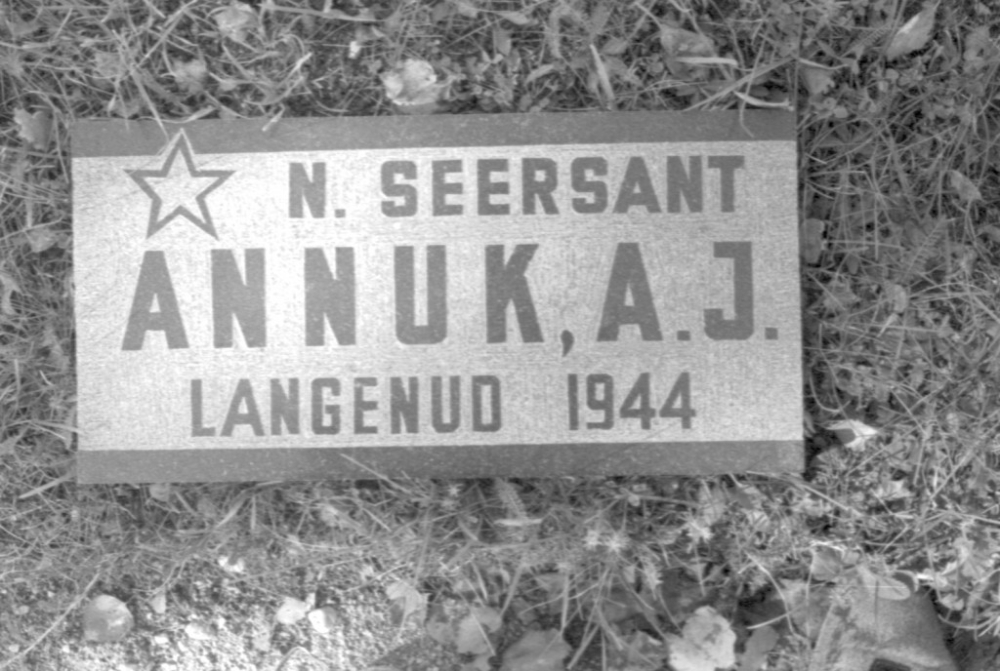 N. SEERSANT
ANNUK, A.J.
LANGENUD 1944